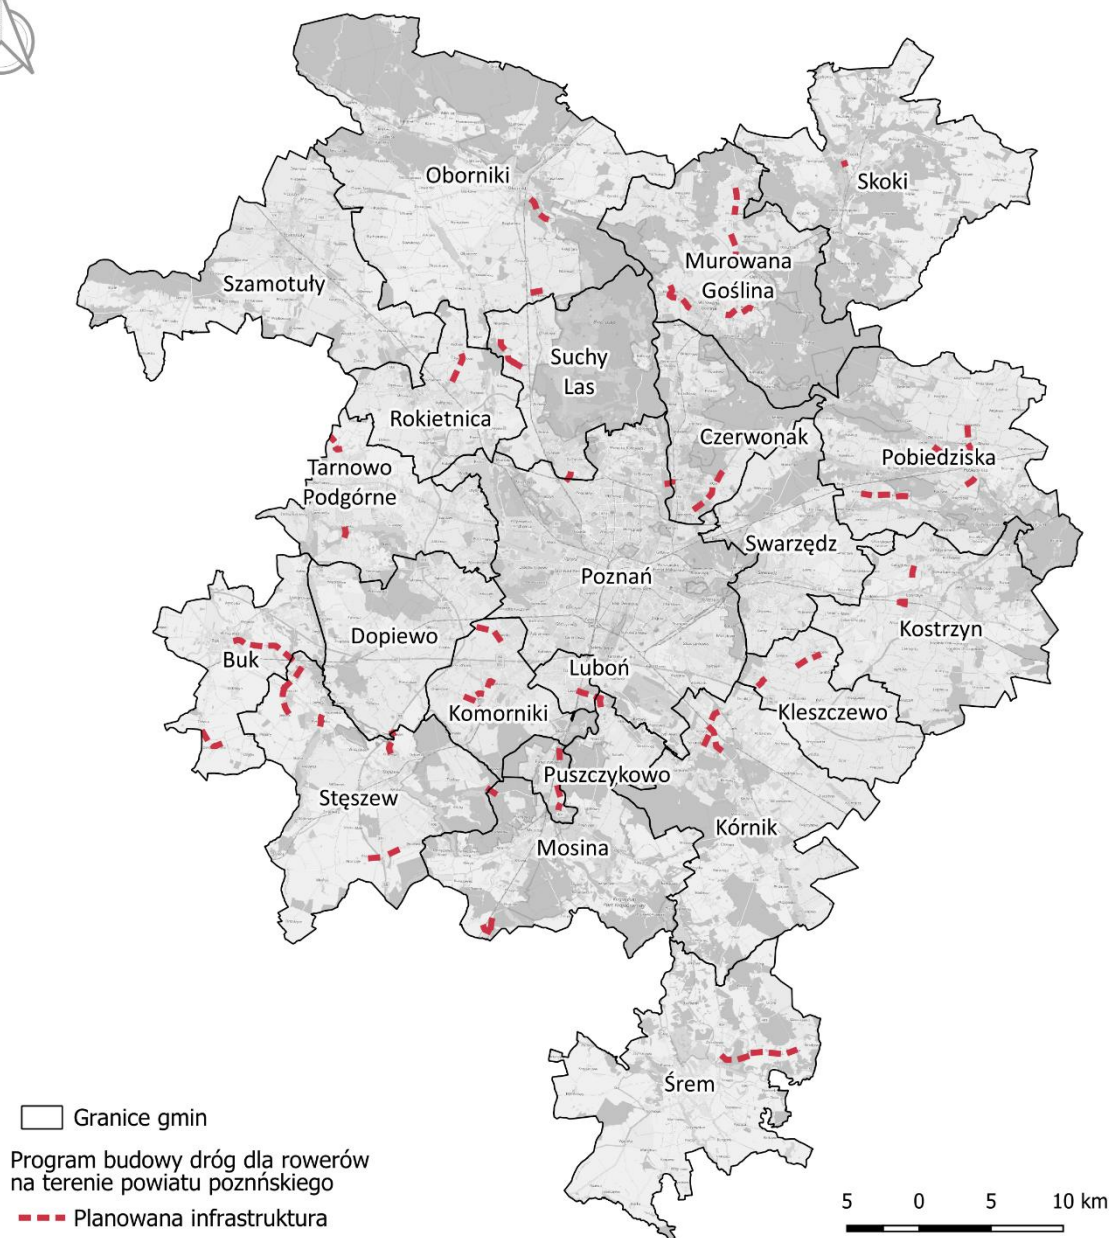 Oborniki
Skoki
Murowana
Goślina
Szamotuły
Suchy
Las
Rokietnica
Czerwonak
Pobiedziska
Tarnowo
Podgórne
Swarzędz
Poznań
Kostrzyn
Dopiewo
Buk
Luboń
Komorniki
Kleszczewo
Puszczykowo
Stęszew
Kórnik
Mosina
Śrem
Granice gmin
Program budowy dróg dla rowerów
na terenie powiatu poznńskiego
Planowana infrastruktura
5 0 5 10 km